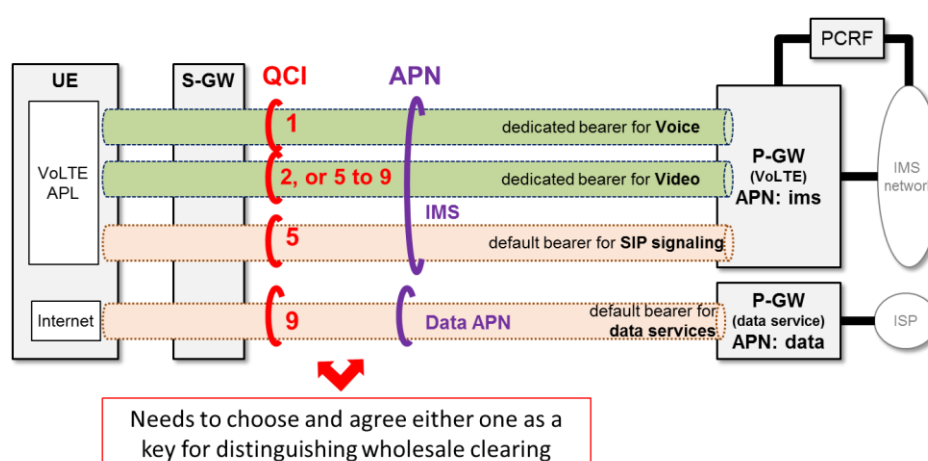 PCRF
UE
S-GW
QCI
APN
VoLTE
APL
1
dedicated bearer for Voice
2, or 5 to 9
dedicated bearer for Video
IMS
5
default bearer for SIP signaling
P-GW
(VoLTE)
APN: ims
IMS
network
Internet
9
Data APN
default bearer for
data services
P-GW
(data service)
APN: data
ISP
Needs to choose and agree either one as a
key for distinguishing wholesale clearing